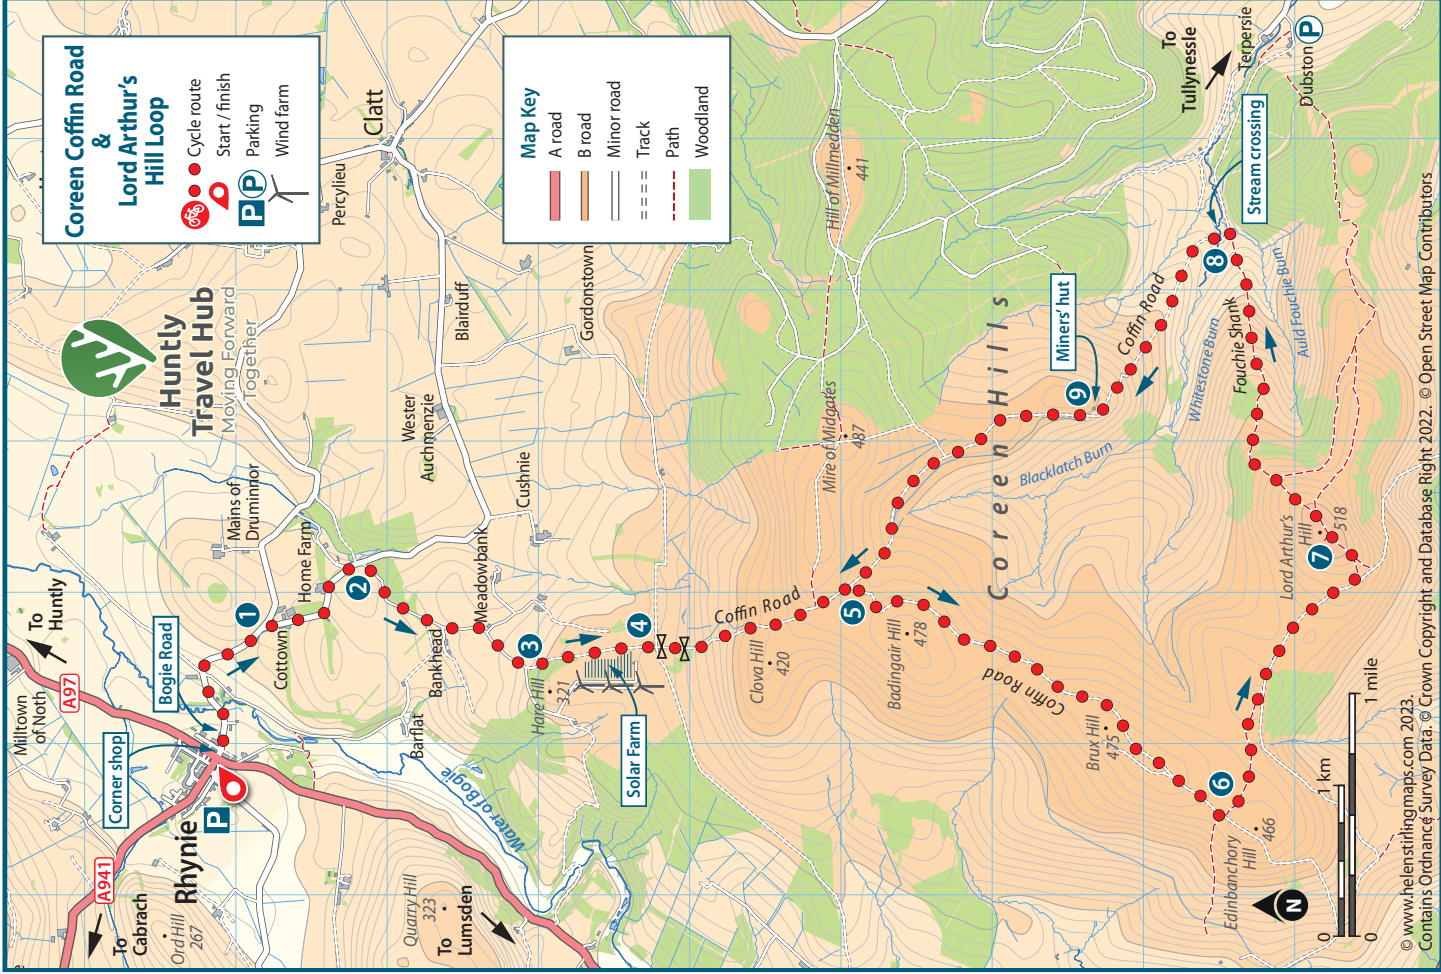 Coreen Coffin Road
&
Lord Arthur's
Hill Loop
Cycle route
Start / finish
P P Parking
Wind farm
Map Key
A road
B road
Minor road
Track
Path
Woodland
Huntly
Travel Hub
Moving Forward
Together
To
Huntly
A97
Milltown
of Noth
Bogie Road
Corner shop
A941
P
Rhynie
To
Cabrach
Ord Hill
267
Quarry Hill
323
To
Lumsden
Water of Bogie
1
Cottown
Mains of
Druminnor
Home Farm
2
Bankhead
Barflat
Meadowbank
Cushnie
Wester
Auchmenzie
Blairduff
Percylieu
Clatt
Gordonstown
3
Hare Hill
321
Solar Farm
4
Coffin Road
Clova Hill
420
5
Badingair Hill
478
Coffin Road
Brux Hill
475
6
Edinbanchory
Hill
466
7
Lord Arthur's
Hill
518
Fouchie Shank
Auld Fouchie Burn
Whitestone Burn
8
Stream crossing
Coffin Road
9
Miners' hut
Blacklatch Burn
Coreen Hills
Mire of Midgates
487
Hill of Millmedden
441
To
Tullynessle
Terpersie
Dubston
P
N
0
1 km
0
1 mile
© www.helenstirlingmaps.com 2023.
Contains Ordnance Survey Data. © Crown Copyright and Database Right 2022. © Open Street Map Contributors